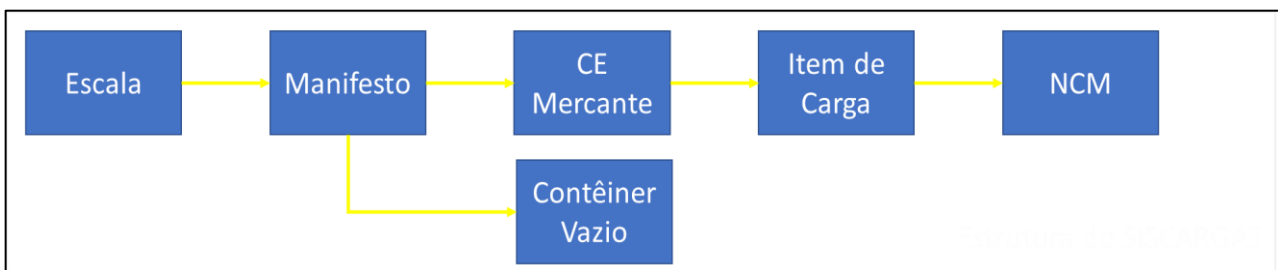 Escala
Manifesto
CE
Mercante
Item de
Carga
NCM
Contêiner
Vazio